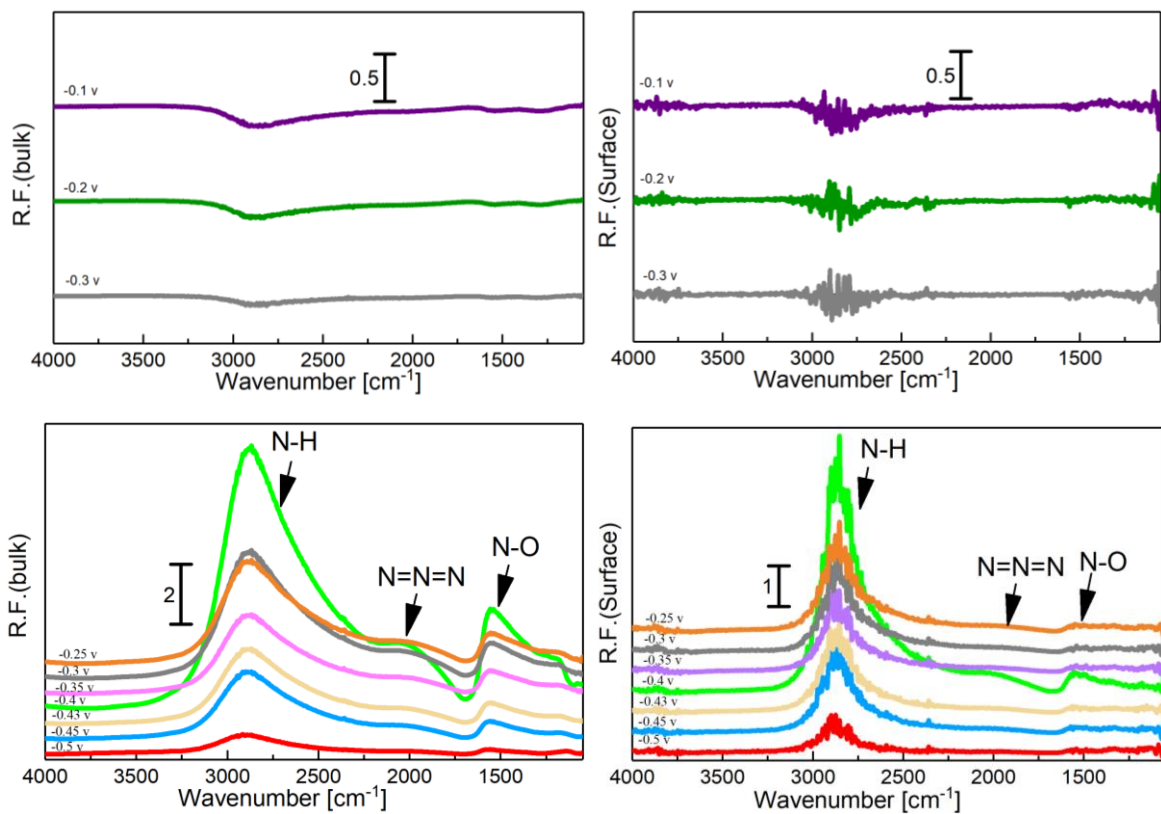 R.F.(bulk)
0.5
-0.1 v
-0.2 v
-0.3 v
4000 3500 3000 2500 2000 1500
Wavenumber [cm⁻¹]
R.F.(Surface)
0.5
-0.1 v
-0.2 v
-0.3 v
4000 3500 3000 2500 2000 1500
Wavenumber [cm⁻¹]
R.F.(bulk)
N-H
N=N=N
N-O
2
-0.25 v
-0.3 v
-0.35 v
-0.4 v
-0.43 v
-0.45 v
-0.5 v
4000 3500 3000 2500 2000 1500
Wavenumber [cm⁻¹]
R.F.(Surface)
N-H
N=N=N
N-O
1
-0.25 v
-0.3 v
-0.35 v
-0.4 v
-0.43 v
-0.45 v
-0.5 v
4000 3500 3000 2500 2000 1500
Wavenumber [cm⁻¹]